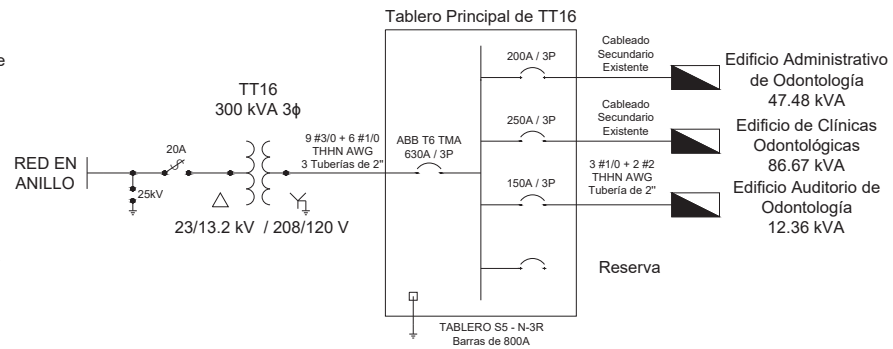 Tablero Principal de TT16
e
TT16
300 kVA 3ϕ
RED EN
ANILLO
20A
25kV
23/13.2 kV / 208/120 V
9 #3/0 + 6 #1/0
THHN AWG
3 Tuberías de 2"
ABB T6 TMA
630A / 3P
200A / 3P
Cableado
Secundario
Existente
Edificio Administrativo
de Odontología
47.48 kVA
250A / 3P
Cableado
Secundario
Existente
Edificio de Clínicas
Odontológicas
86.67 kVA
150A / 3P
3 #1/0 + 2 #2
THHN AWG
Tubería de 2"
Edificio Auditorio de
Odontología
12.36 kVA
Reserva
TABLERO S5 - N-3R
Barras de 800A